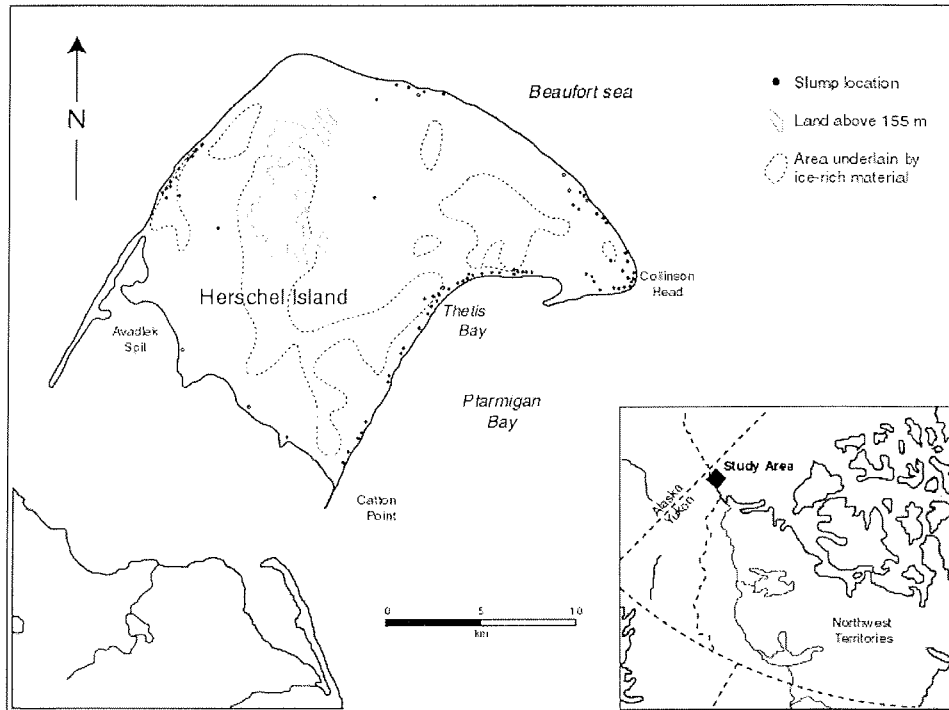 N
Beaufort sea
Slump location
Land above 155 m
Area underlain by
ice-rich material
Herschel Island
Collinson
Head
Thetis
Bay
Avadlek
Spit
Ptarmigan
Bay
Catton
Point
0 5 10
km
Study Area
Alaska
Yukon
Northwest
Territories